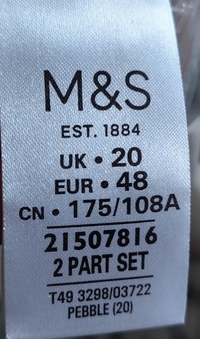 M&S
EST. 1884
UK • 20
EUR • 48
CN • 175/108A
21507816
2 PART SET
T49 3298/03722
PEBBLE (20)